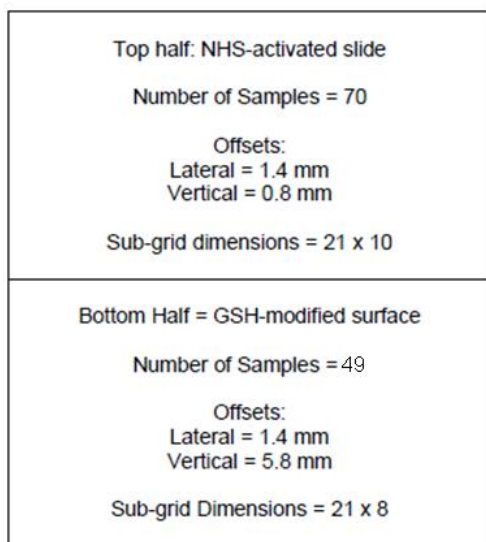 Top half: NHS-activated slide
Number of Samples = 70
Offsets:
Lateral = 1.4 mm
Vertical = 0.8 mm
Sub-grid dimensions = 21 x 10
Bottom Half = GSH-modified surface
Number of Samples = 49
Offsets:
Lateral = 1.4 mm
Vertical = 5.8 mm
Sub-grid Dimensions = 21 x 8